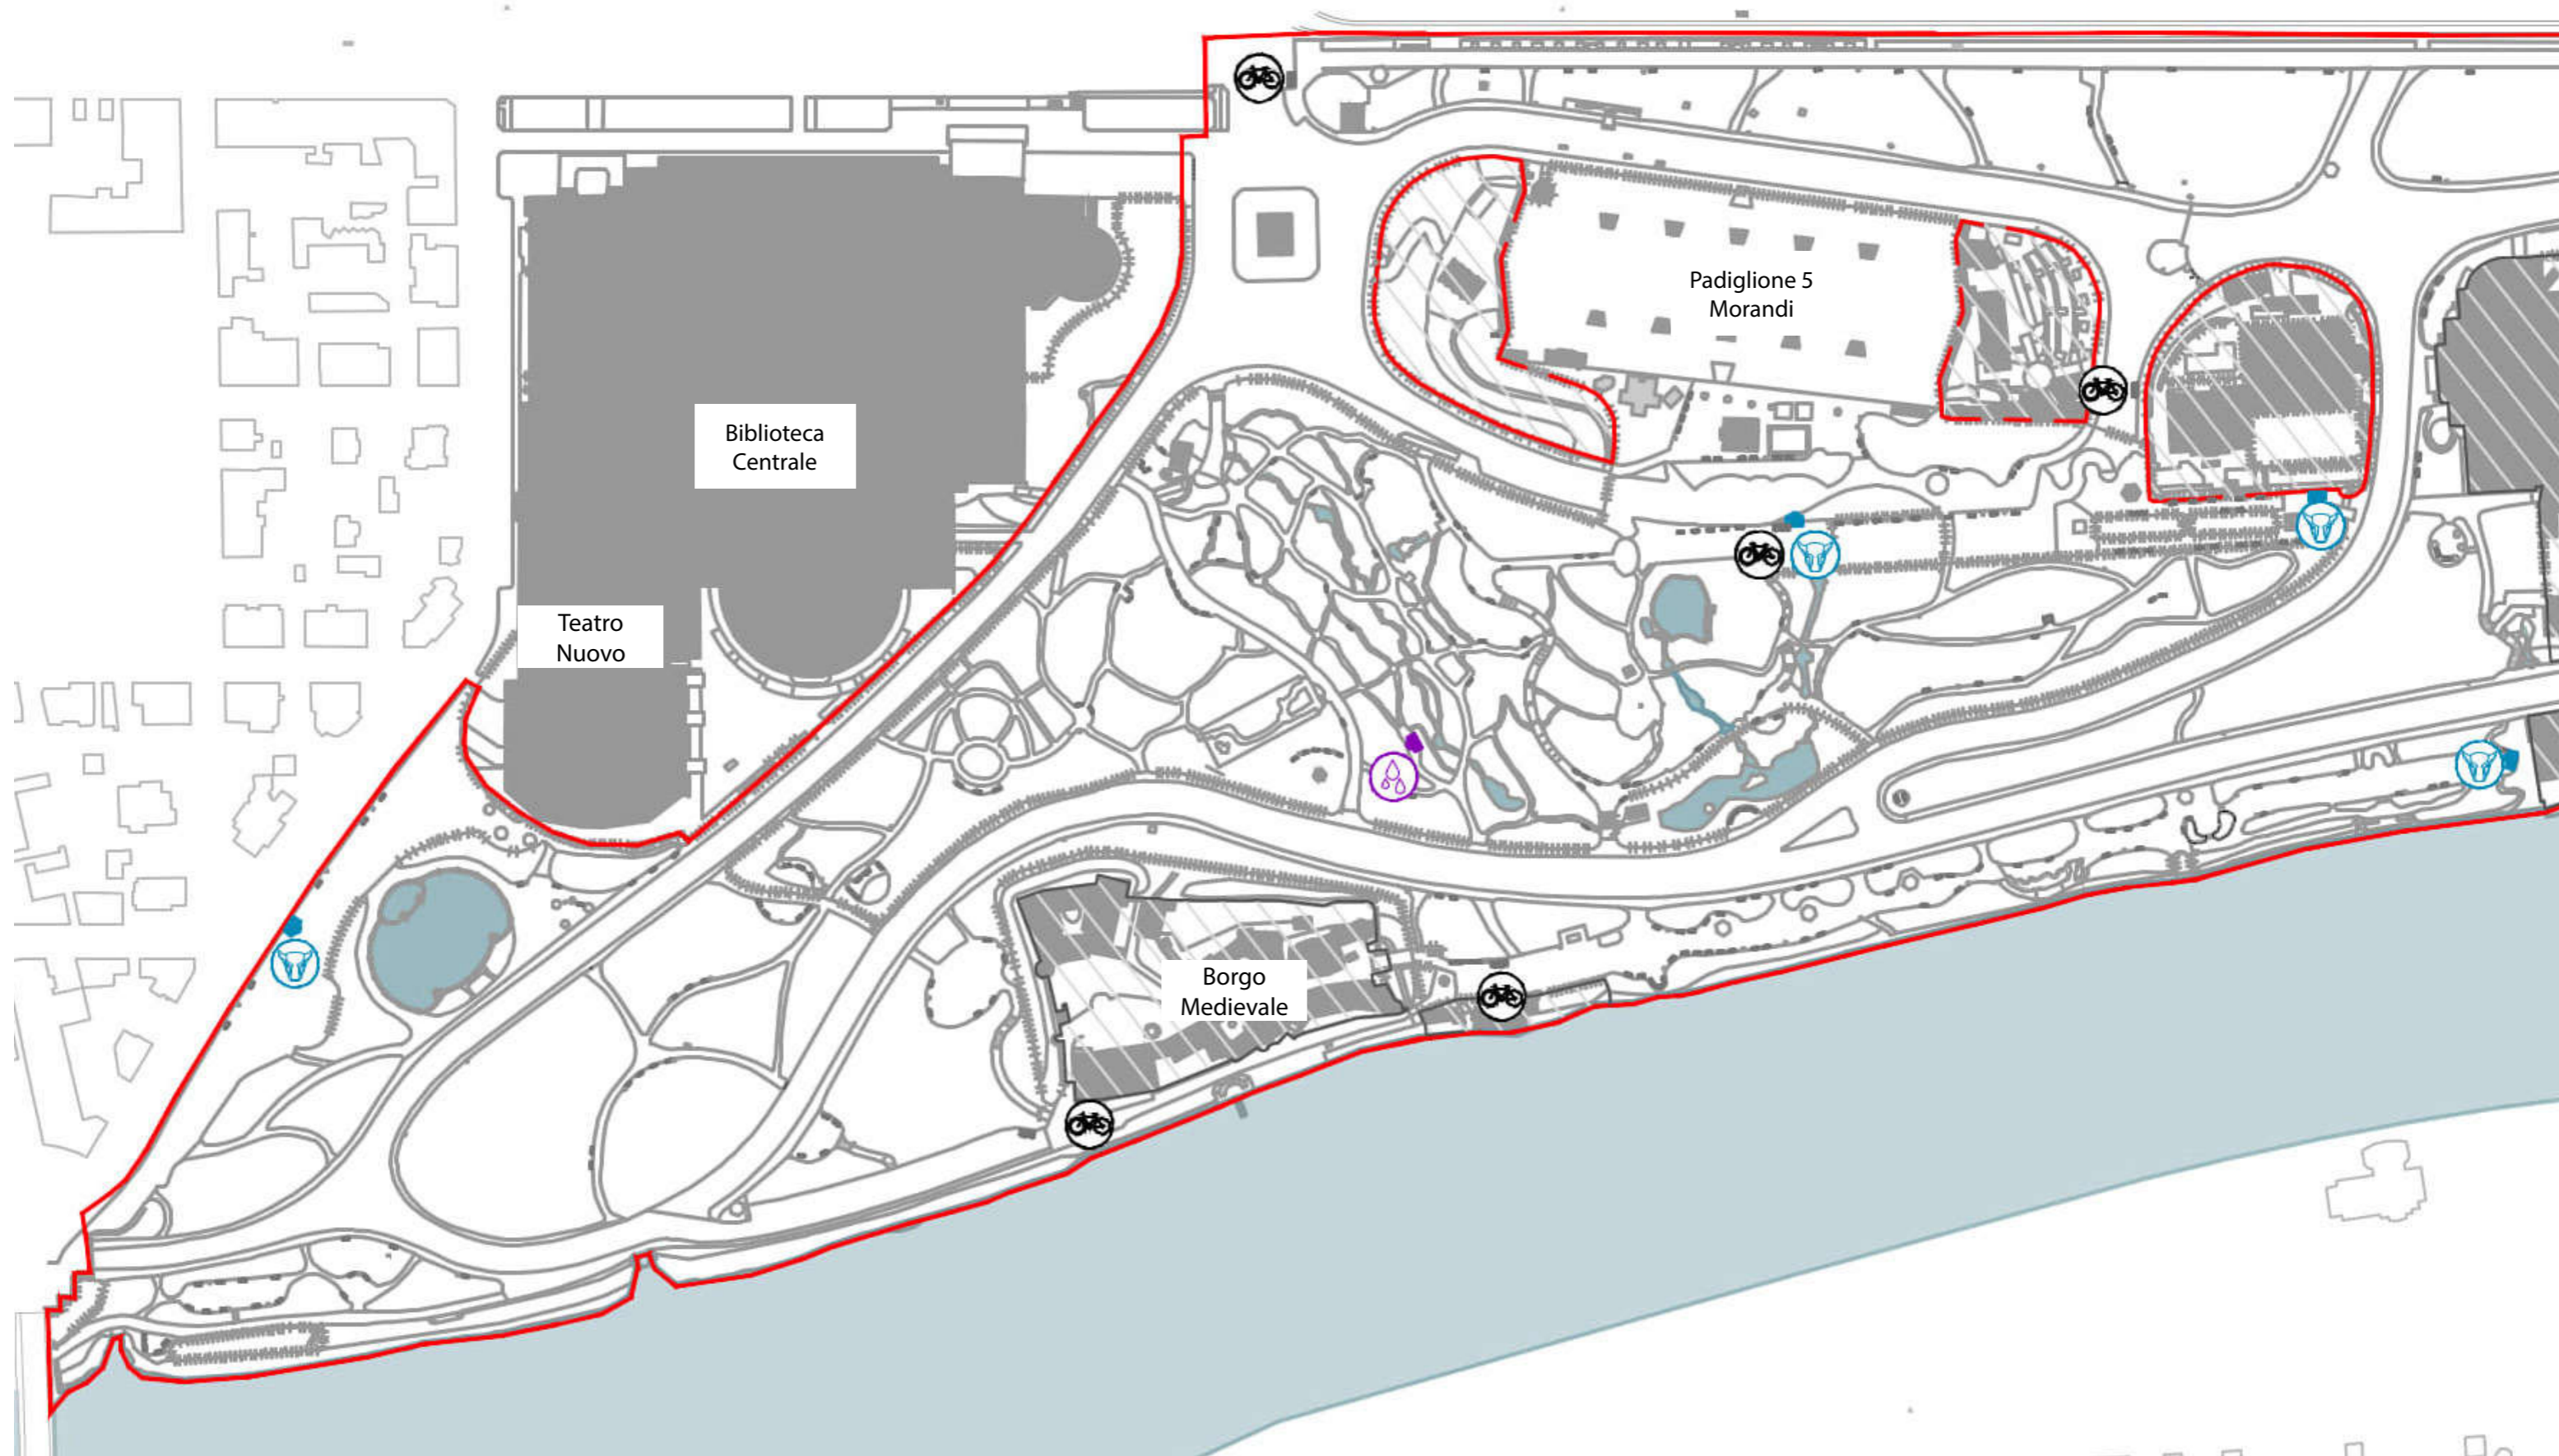 Padiglione 5
Morandi
Biblioteca
Centrale
Teatro
Nuovo
Borgo
Medievale